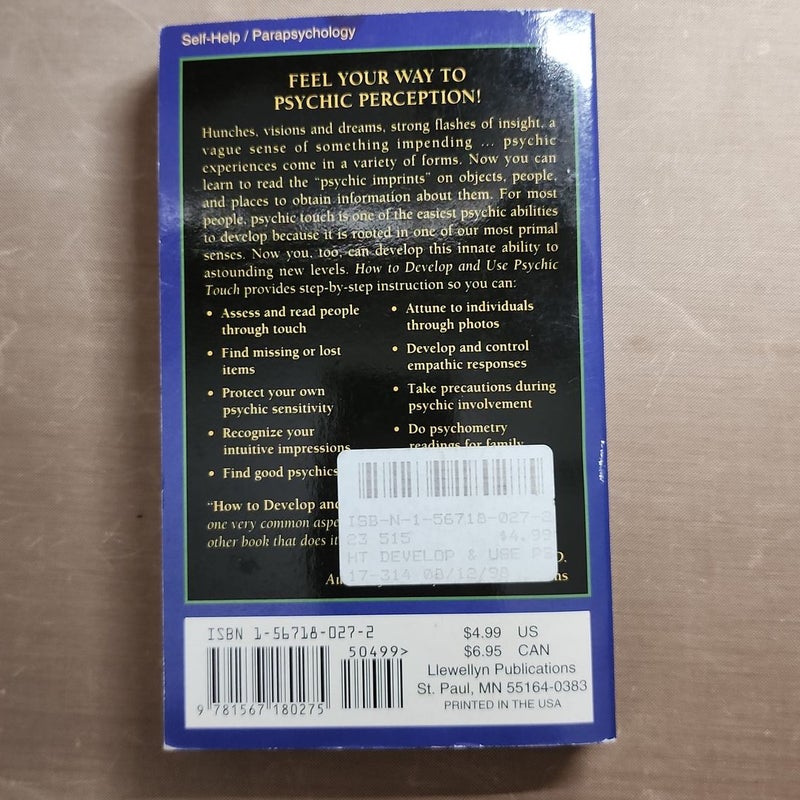 Self-Help / Parapsychology
FEEL YOUR WAY TO
PSYCHIC PERCEPTION!
Hunches, visions and dreams, strong flashes of insight, a
vague sense of something impending ... psychic
experiences come in a variety of forms. Now you can
learn to read the "psychic imprints" on objects, people,
and places to obtain information about them. For most
people, psychic touch is one of the easiest psychic abilities
to develop because it is rooted in one of our most primal
senses. Now you, too, can develop this innate ability to
astounding new levels. How to Develop and Use Psychic
Touch provides step-by-step instruction so you can:
• Assess and read people
through touch
• Find missing or lost
items
• Protect your own
psychic sensitivity
• Recognize your
intuitive impressions
• Find good psychics
• Attune to individuals
through photos
• Develop and control
empathic responses
• Take precautions during
psychic involvement
• Do psychometry
readings for family
"How to Develop and
one very common
other book that does it
ISB-N-1-56718-027-2
23 515 $4.99
HT DEVELOP & USE PS
17-314 08/12/98
ISBN 1-56718-027-2
50499>
9 781567 180275
$4.99 US
$6.95 CAN
Llewellyn Publications
St. Paul, MN 55164-0383
PRINTED IN THE USA